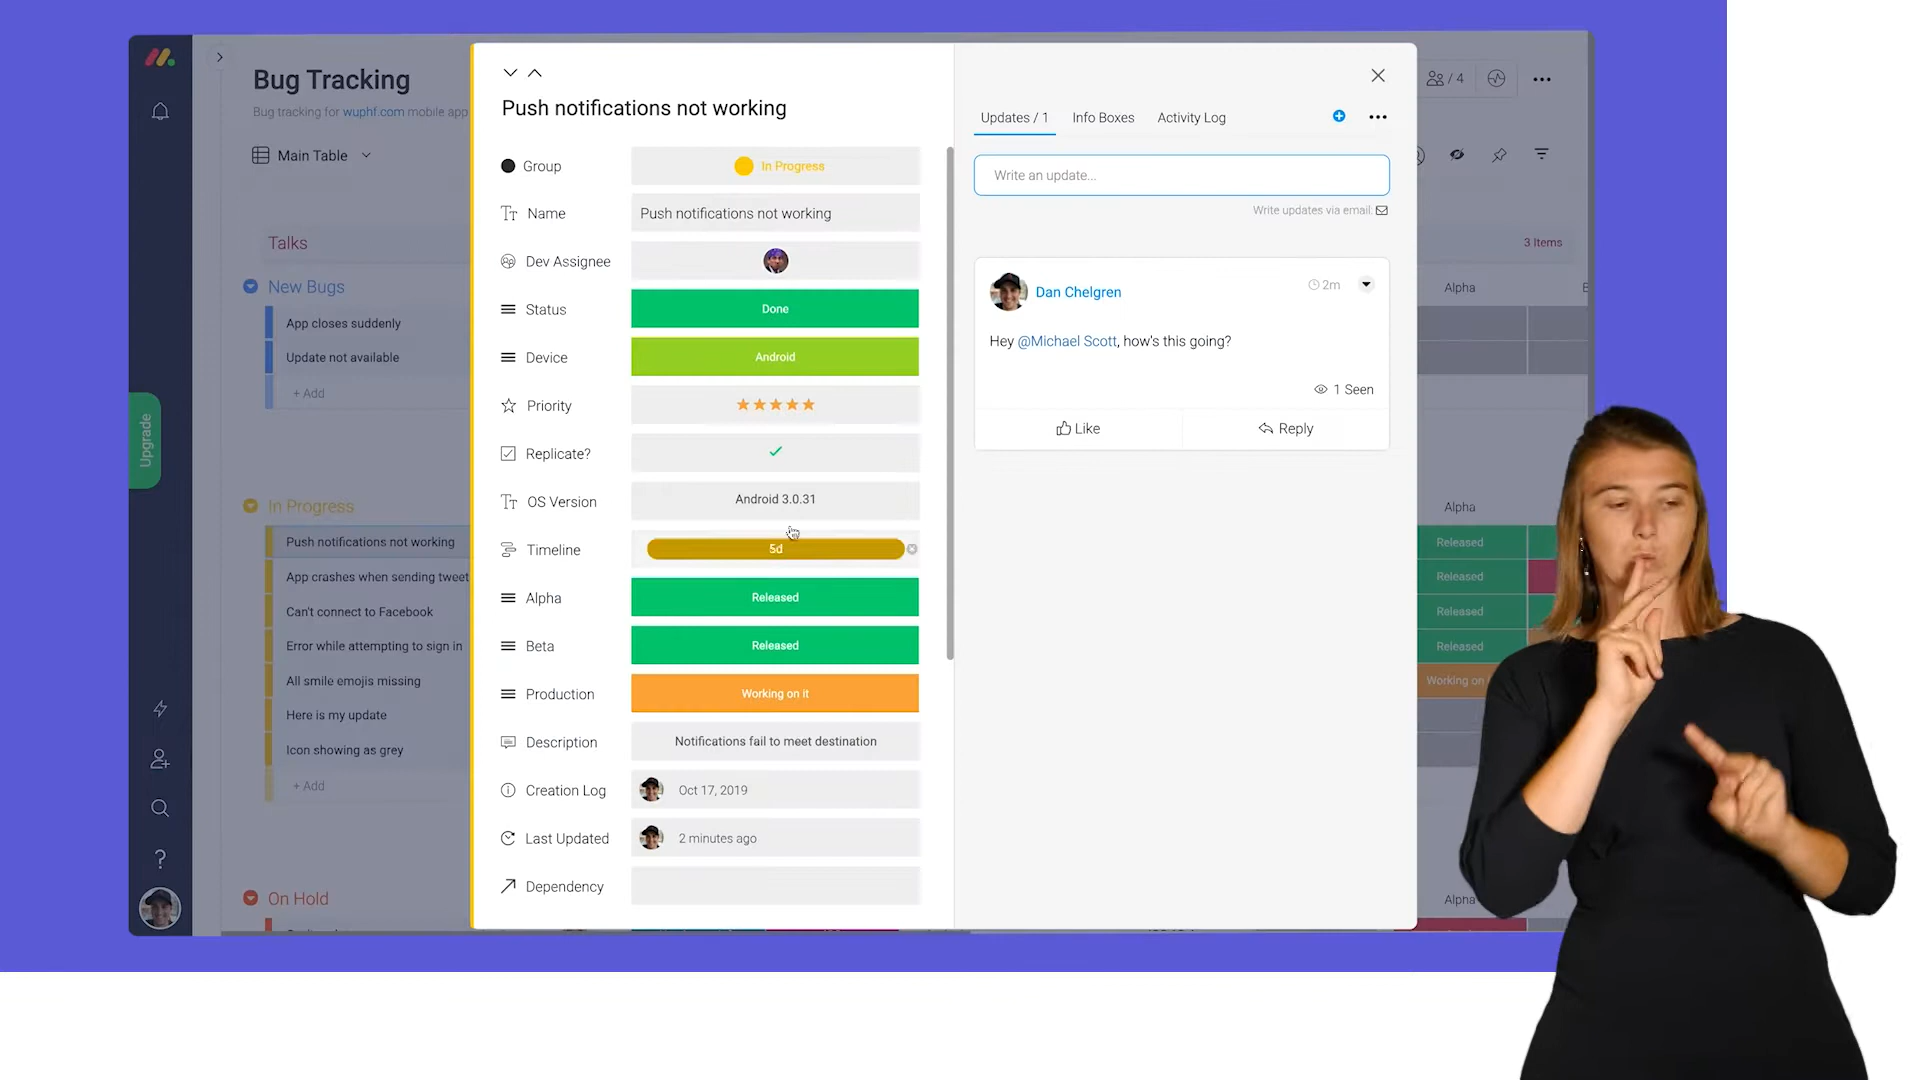 Bug Tracking
Bug tracking for wuphf.com mobile app
Main Table
Talks
New Bugs
App closes suddenly
Update not available
+ Add
Upgrade
In Progress
Push notifications not working
App crashes when sending tweet
Can't connect to Facebook
Error while attempting to sign in
All smile emojis missing
Here is my update
Icon showing as grey
+ Add
On Hold
Push notifications not working
Group In Progress
Name Push notifications not working
Dev Assignee
Status Done
Device Android
Priority
Replicate?
OS Version Android 3.0.31
Timeline 5d
Alpha Released
Beta Released
Production Working on it
Description Notifications fail to meet destination
Creation Log Oct 17, 2019
Last Updated 2 minutes ago
Dependency
Updates / 1 Info Boxes Activity Log
Write an update...
Write updates via email:
Dan Chelgren 2m
Hey @Michael Scott, how's this going?
1 Seen
Like Reply
/ 4
3 Items
Alpha
Alpha
Released
Released
Released
Released
Working on
Alpha